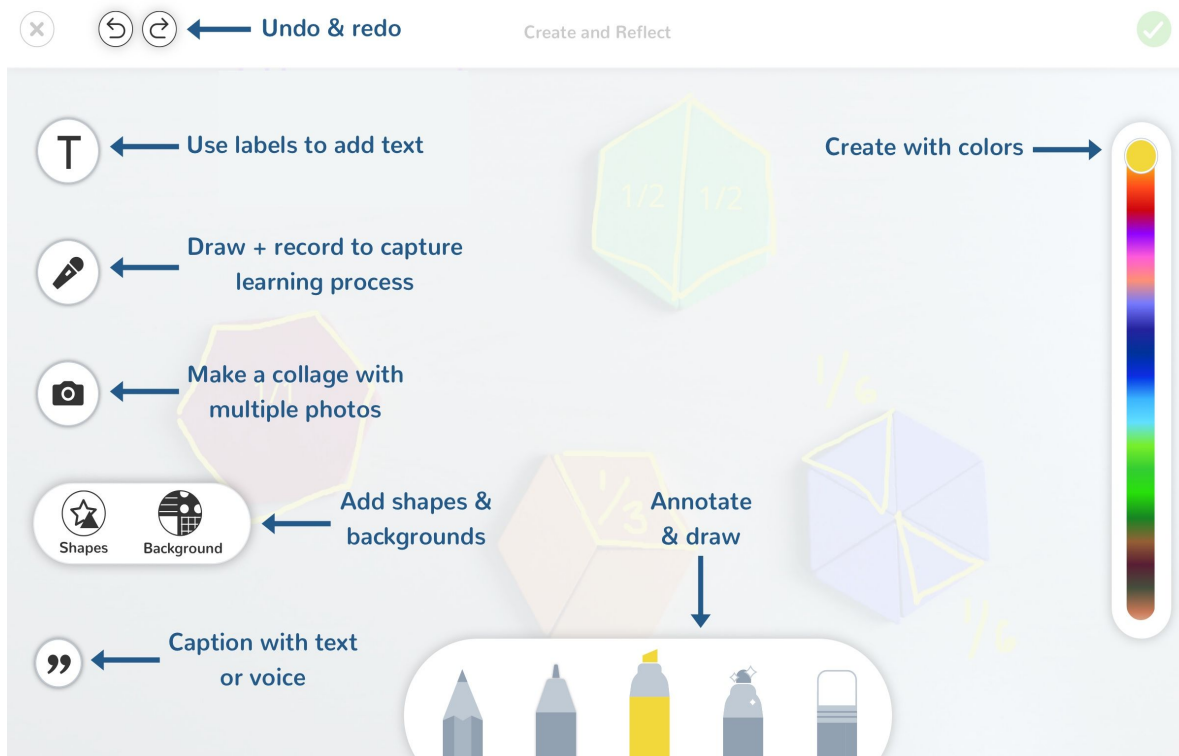 Undo & redo
Create and Reflect
T
Use labels to add text
Create with colors
1/2 1/2
Draw + record to capture
learning process
Make a collage with
multiple photos
1/1
1/6
Add shapes &
backgrounds
Shapes Background
1/3
Annotate
& draw
1/6
Caption with text
or voice